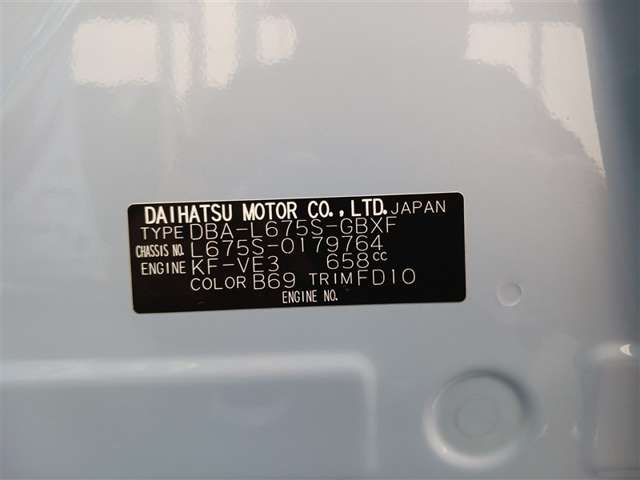 DAIHATSU MOTOR CO.,LTD. JAPAN
TYPE DBA-L675S-GBXF
CHASSIS NO. L675S-0179764
ENGINE KF-VE3 658cc
COLOR B69 TRIM FD10
ENGINE NO.